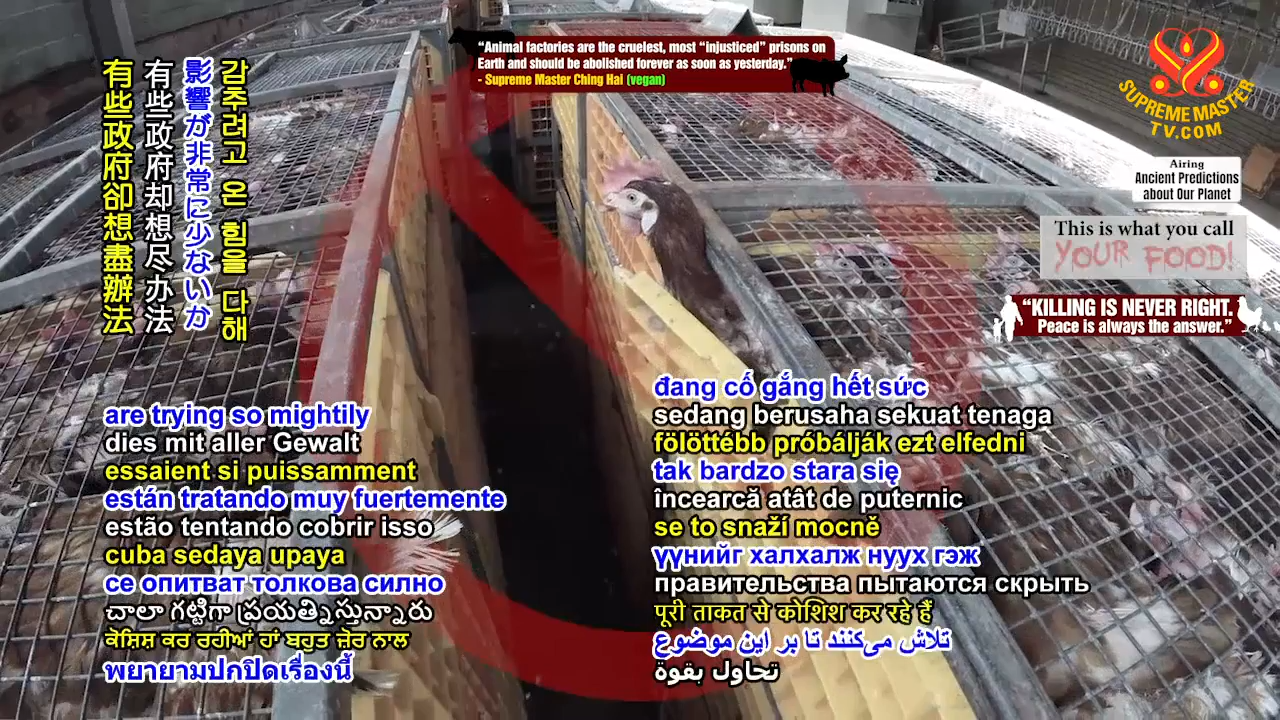 “Animal factories are the cruelest, most “injusticed” prisons on
Earth and should be abolished forever as soon as yesterday.”
- Supreme Master Ching Hai (vegan)
SUPREME MASTER
TV.COM
Airing
Ancient Predictions
about Our Planet
This is what you call
YOUR FOOD!
“KILLING IS NEVER RIGHT.
Peace is always the answer.”
有些政府卻想盡辦法
有些政府却想尽办法
影響が非常に少ないか
감추려고 온 힘을 다해
are trying so mightily
dies mit aller Gewalt
essaient si puissamment
están tratando muy fuertemente
estão tentando cobrir isso
cuba sedaya upaya
се опитват толкова силно
చాలా గట్టిగా ప్రయత్నిస్తున్నారు
ਕੋਸ਼ਿਸ਼ ਕਰ ਰਹੀਆਂ ਹਾਂ ਬਹੁਤ ਜ਼ੋਰ ਨਾਲ
พยายามปกปิดเรื่องนี้
đang cố gắng hết sức
sedang berusaha sekuat tenaga
fölöttébb próbálják ezt elfedni
tak bardzo stara się
încearcă atât de puternic
se to snaží mocně
үүнийг халхалж нуух гэж
правительства пытаются скрыть
पूरी ताकत से कोशिश कर रहे हैं
تلاش می‌کنند تا بر این موضوع
تحاول بقوة